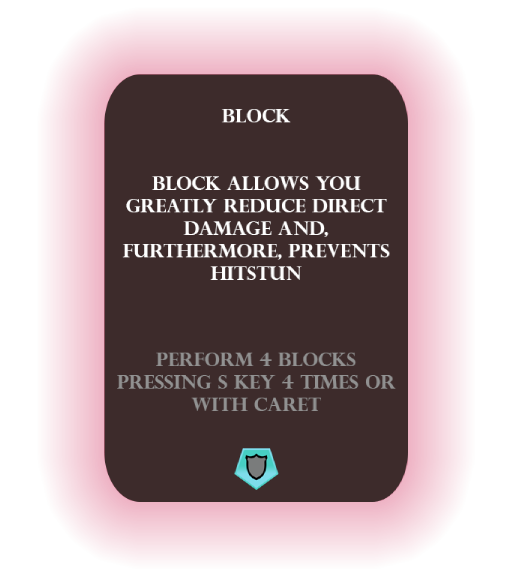 BLOCK
BLOCK ALLOWS YOU
GREATLY REDUCE DIRECT
DAMAGE AND,
FURTHERMORE, PREVENTS
HITSTUN
PERFORM 4 BLOCKS
PRESSING S KEY 4 TIMES OR
WITH CARET